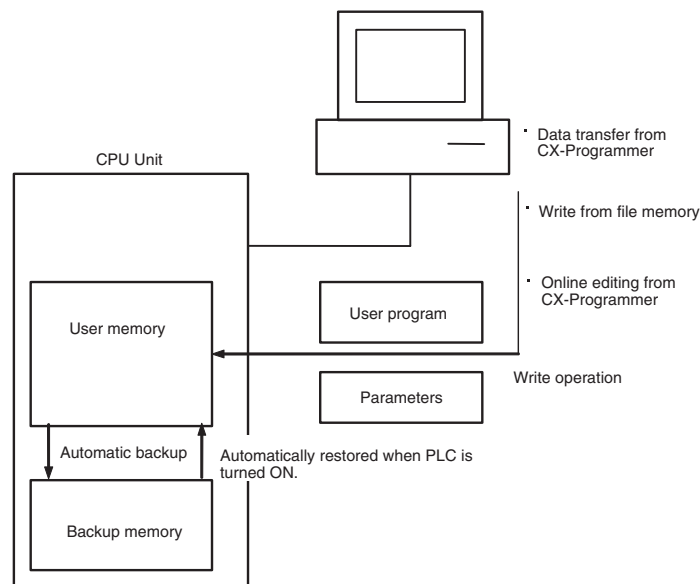 · Data transfer from
CX-Programmer
CPU Unit
· Write from file memory
· Online editing from
CX-Programmer
User program
User memory
Write operation
Parameters
Automatic backup
Automatically restored when PLC is
turned ON.
Backup memory